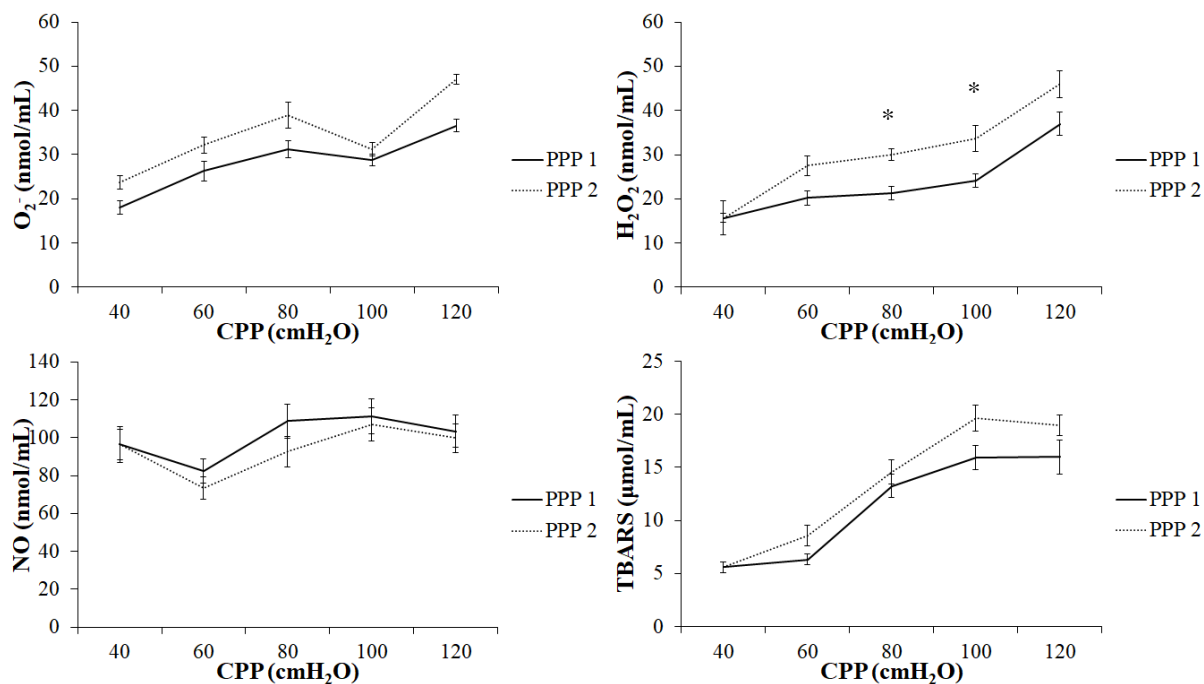 60
50
40
30
20
10
0
O₂⁻ (nmol/mL)
40 60 80 100 120
CPP (cmH₂O)
PPP 1
PPP 2
60
50
40
30
20
10
0
H₂O₂ (nmol/mL)
* *
40 60 80 100 120
CPP (cmH₂O)
PPP 1
PPP 2
140
120
100
80
60
40
20
0
NO (nmol/mL)
40 60 80 100 120
CPP (cmH₂O)
PPP 1
PPP 2
25
20
15
10
5
0
TBARS (μmol/mL)
40 60 80 100 120
CPP (cmH₂O)
PPP 1
PPP 2